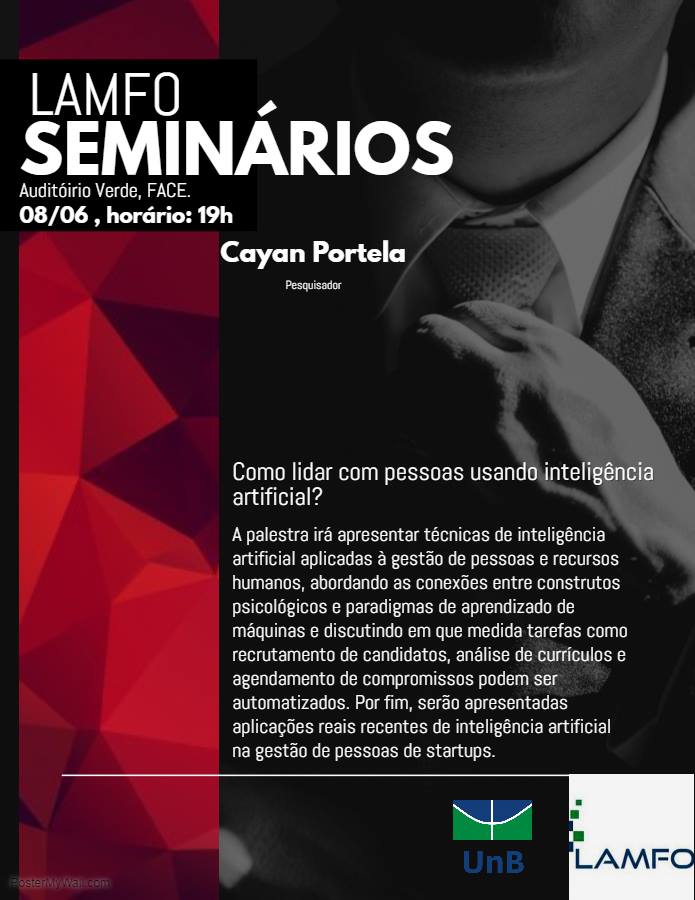 LAMFO
SEMINÁRIOS
Auditóirio Verde, FACE.
08/06 , horário: 19h
Cayan Portela
Pesquisador
Como lidar com pessoas usando inteligência
artificial?
A palestra irá apresentar técnicas de inteligência
artificial aplicadas à gestão de pessoas e recursos
humanos, abordando as conexões entre construtos
psicológicos e paradigmas de aprendizado de
máquinas e discutindo em que medida tarefas como
recrutamento de candidatos, análise de currículos e
agendamento de compromissos podem ser
automatizados. Por fim, serão apresentadas
aplicações reais recentes de inteligência artificial
na gestão de pessoas de startups.
UnB
LAMFO
PosterMyWall.com